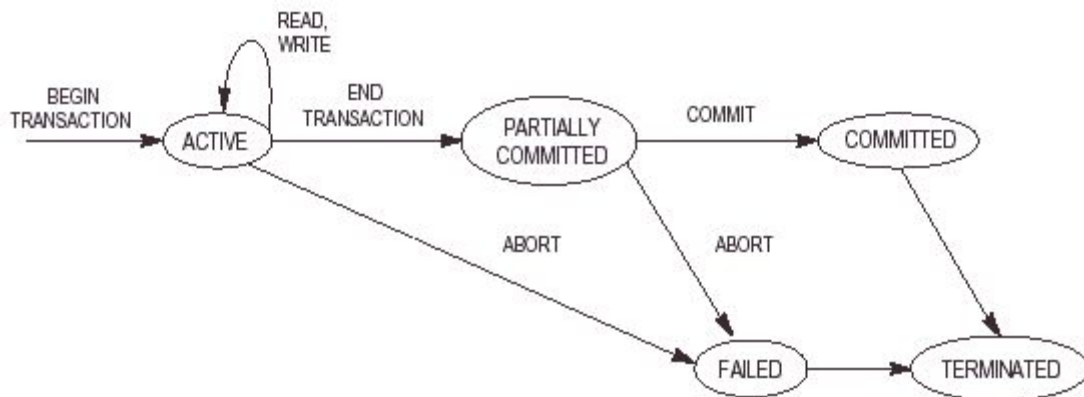 READ,
WRITE
BEGIN
TRANSACTION
END
TRANSACTION
ACTIVE
PARTIALLY
COMMITTED
COMMIT
COMMITTED
ABORT
ABORT
FAILED
TERMINATED